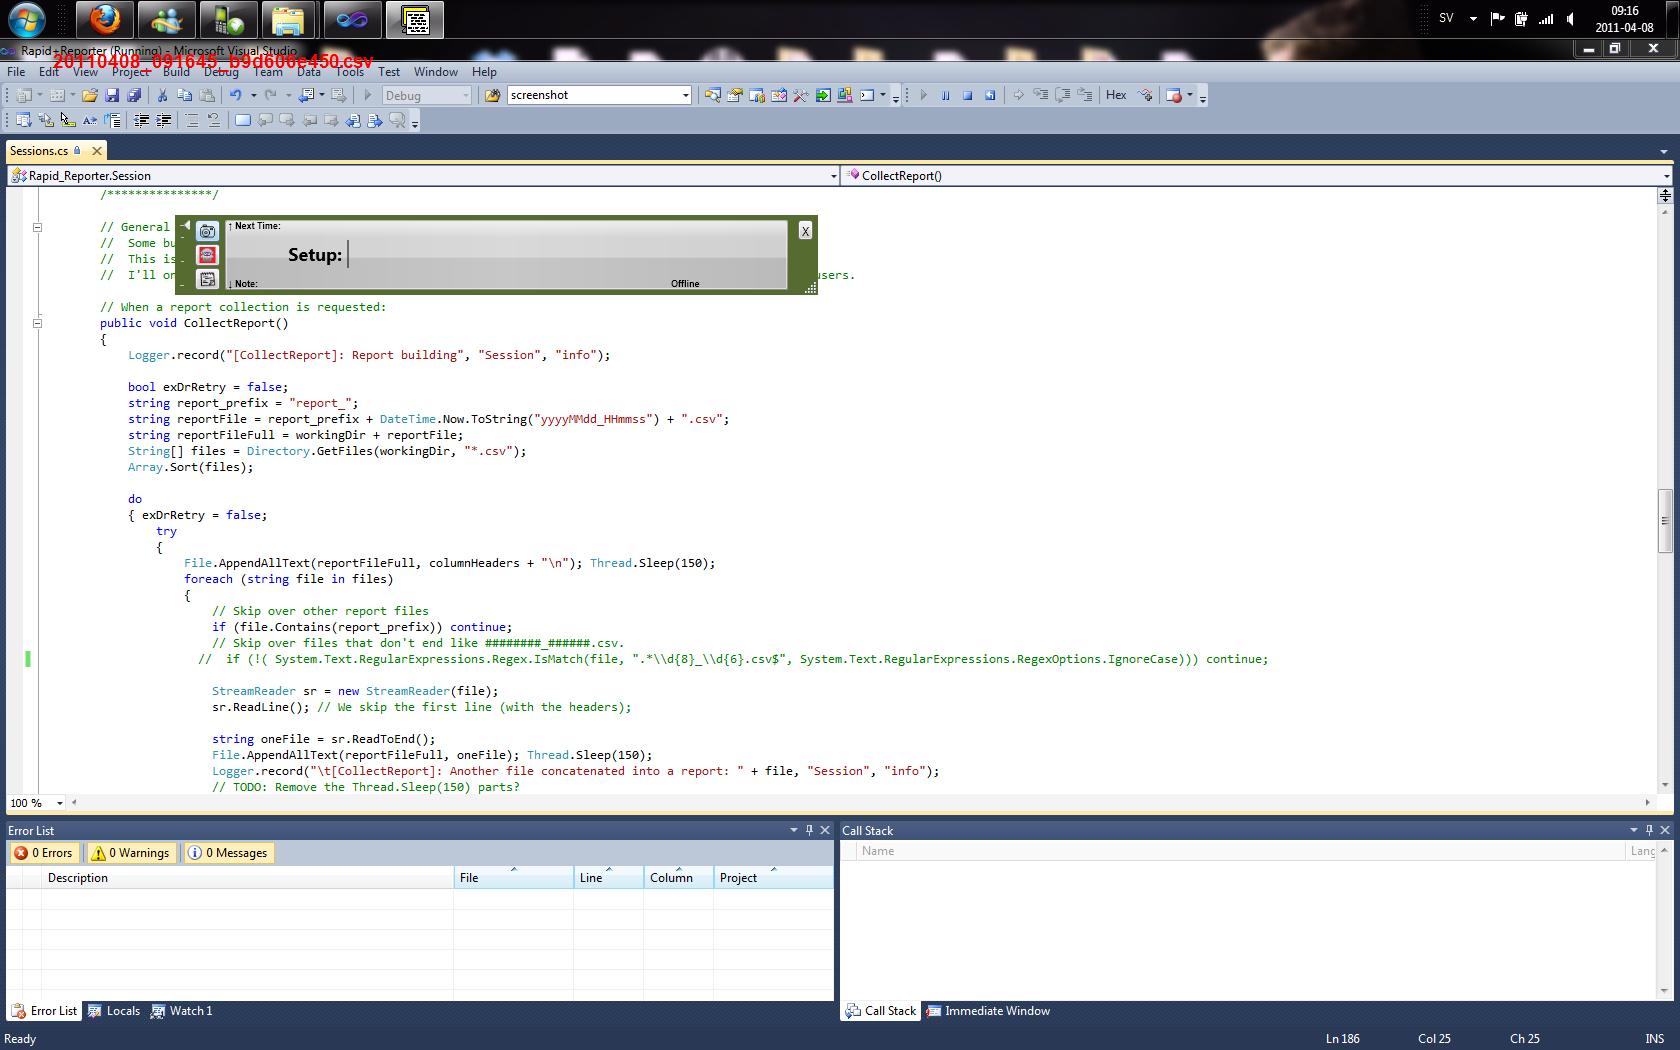 SV
09:16
2011-04-08
Rapid+Reporter (Running) - Microsoft Visual Studio
20110408_091645_b9d606e450.csv
File Edit View Project Build Debug Team Data Tools Test Window Help
Debug screenshot Hex
Sessions.cs
Rapid_Reporter.Session CollectReport()
/***************/
// General
// Some bu
// This is
// I'll on users.
↑ Next Time:
Setup:
↓ Note: Offline
X
// When a report collection is requested:
public void CollectReport()
{
Logger.record("[CollectReport]: Report building", "Session", "info");
bool exDrRetry = false;
string report_prefix = "report_";
string reportFile = report_prefix + DateTime.Now.ToString("yyyyMMdd_HHmmss") + ".csv";
string reportFileFull = workingDir + reportFile;
String[] files = Directory.GetFiles(workingDir, "*.csv");
Array.Sort(files);
do
{ exDrRetry = false;
try
{
File.AppendAllText(reportFileFull, columnHeaders + "\n"); Thread.Sleep(150);
foreach (string file in files)
{
// Skip over other report files
if (file.Contains(report_prefix)) continue;
// Skip over files that don't end like ########_######.csv.
// if (!( System.Text.RegularExpressions.Regex.IsMatch(file, ".*\\d{8}_\\d{6}.csv$", System.Text.RegularExpressions.RegexOptions.IgnoreCase))) continue;
StreamReader sr = new StreamReader(file);
sr.ReadLine(); // We skip the first line (with the headers);
string oneFile = sr.ReadToEnd();
File.AppendAllText(reportFileFull, oneFile); Thread.Sleep(150);
Logger.record("\t[CollectReport]: Another file concatenated into a report: " + file, "Session", "info");
// TODO: Remove the Thread.Sleep(150) parts?
100 %
Error List
0 Errors 0 Warnings 0 Messages
Description File Line Column Project
Call Stack
Name Lang
Error List Locals Watch 1
Call Stack Immediate Window
Ready Ln 186 Col 25 Ch 25 INS